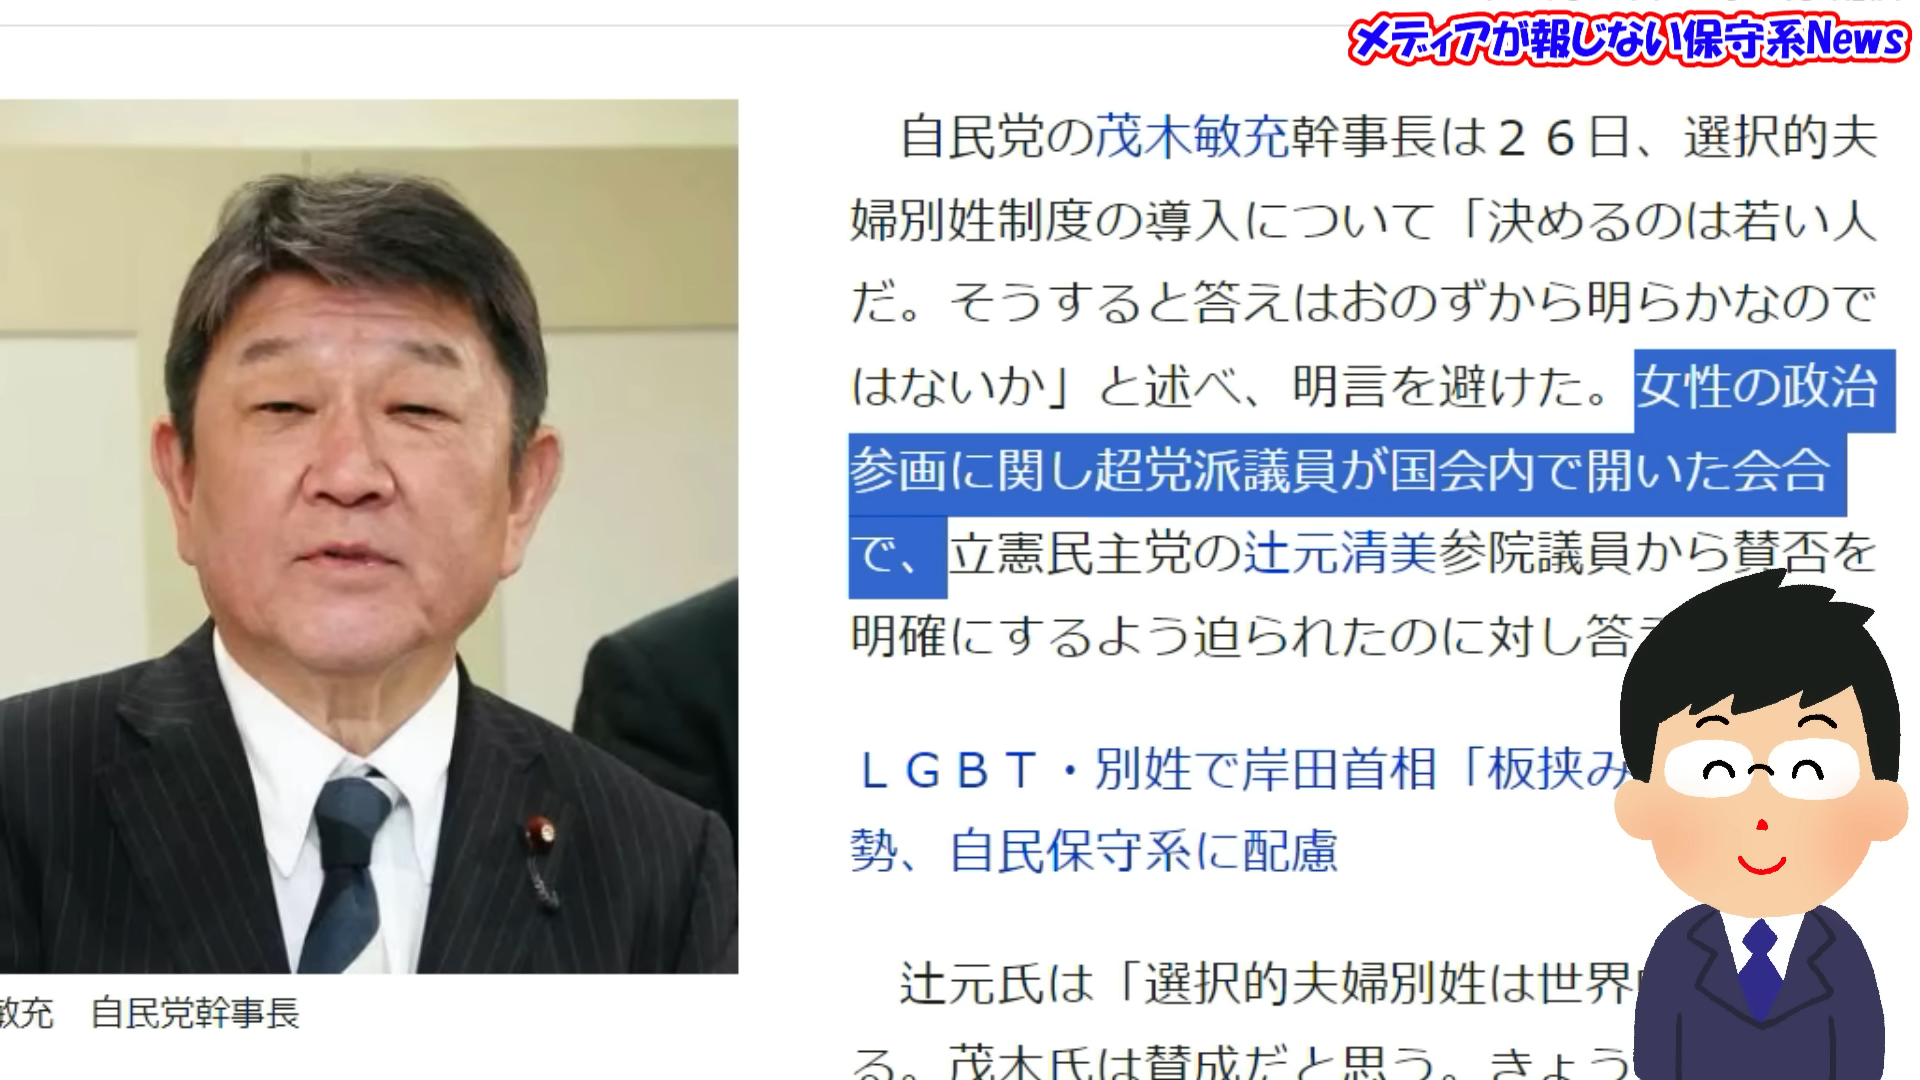 メディアが報じない保守系News
自民党の茂木敏充幹事長は２６日、選択的夫
婦別姓制度の導入について「決めるのは若い人
だ。そうすると答えはおのずから明らかなので
はないか」と述べ、明言を避けた。女性の政治
参画に関し超党派議員が国会内で開いた会合
で、立憲民主党の辻元清美参院議員から賛否を
明確にするよう迫られたのに対し答
ＬＧＢＴ・別姓で岸田首相「板挟み
勢、自民保守系に配慮
辻元氏は「選択的夫婦別姓は世界
る。茂木氏は賛成だと思う。きょう
敏充　自民党幹事長